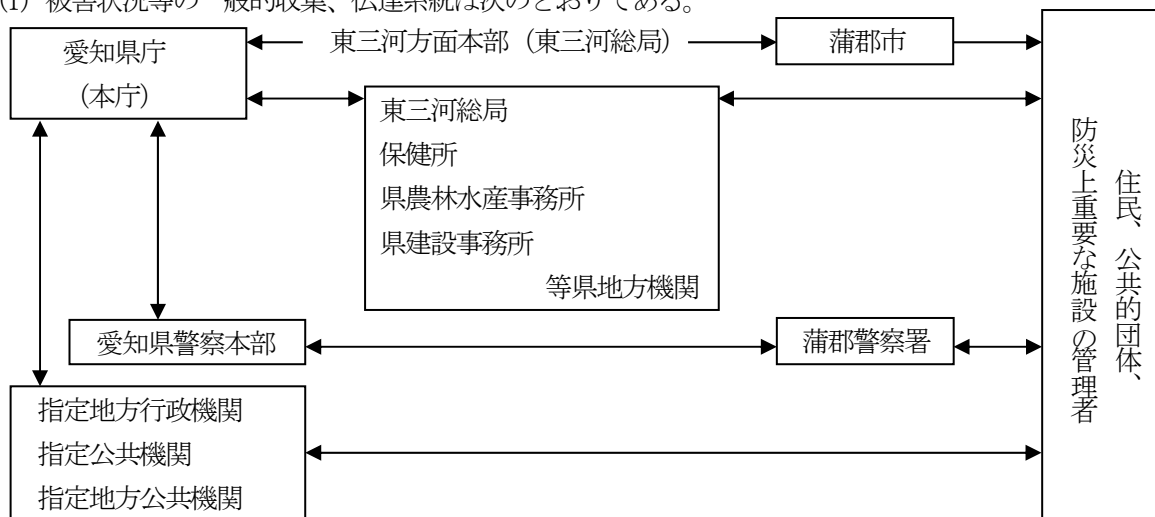 (1) 被害状況等の一般的収集、伝達系統は次のとおりである。
愛知県庁
(本庁)
東三河方面本部(東三河総局)
蒲郡市
東三河総局
保健所
県農林水産事務所
県建設事務所
等県地方機関
愛知県警察本部
蒲郡警察署
指定地方行政機関
指定公共機関
指定地方公共機関
住民、公共的団体、
防災上重要な施設の管理者